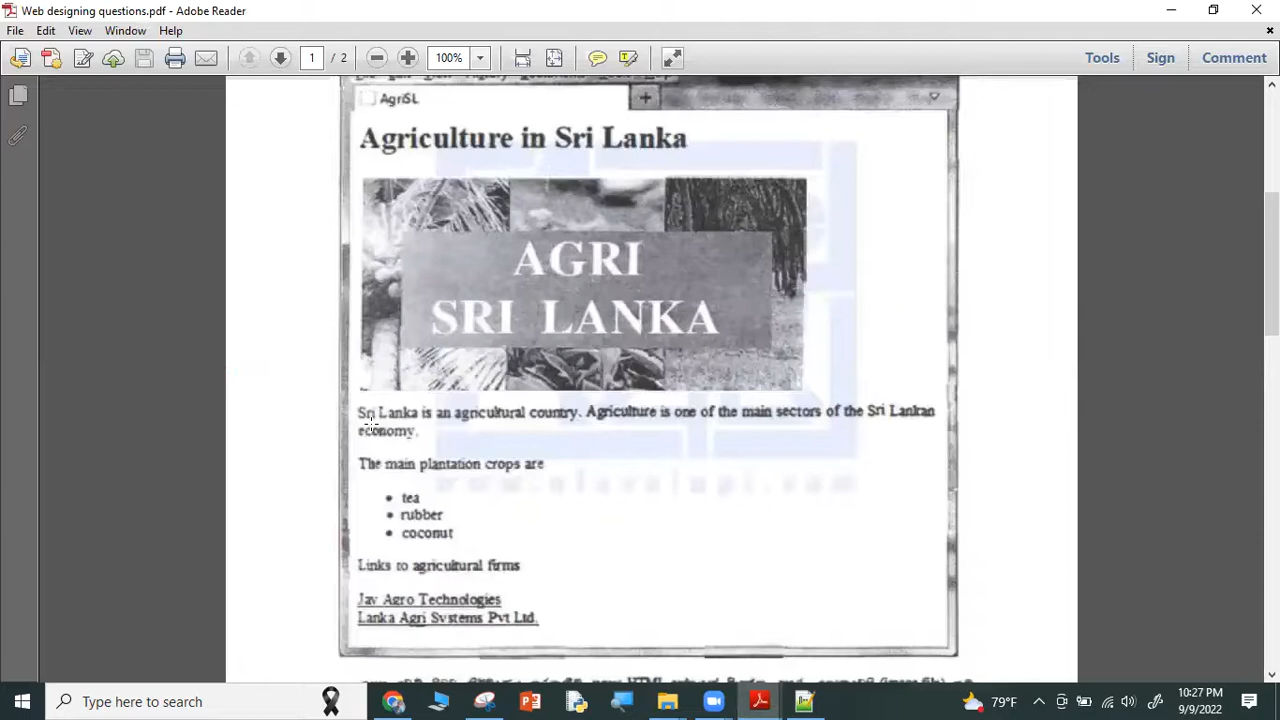 Web designing questions.pdf - Adobe Reader
File Edit View Window Help
1 / 2 100% Tools Sign Comment
AgriSL
Agriculture in Sri Lanka
AGRI
SRI LANKA
Sri Lanka is an agricultural country. Agriculture is one of the main sectors of the Sri Lankan
economy.
The main plantation crops are
• tea
• rubber
• coconut
Links to agricultural firms
Jay Agro Technologies
Lanka Agri Systems Pvt Ltd.
Type here to search
79°F
10:27 PM
9/9/2022